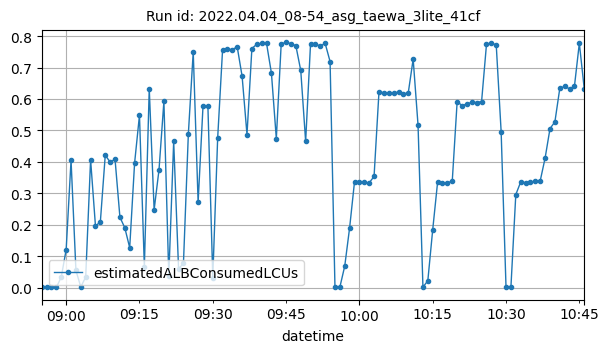 Run id: 2022.04.04_08-54_asg_taewa_3lite_41cf
0.8
0.7
0.6
0.5
0.4
0.3
0.2
0.1
0.0
estimatedALBConsumedLCUs
09:00 09:15 09:30 09:45 10:00 10:15 10:30 10:45
datetime